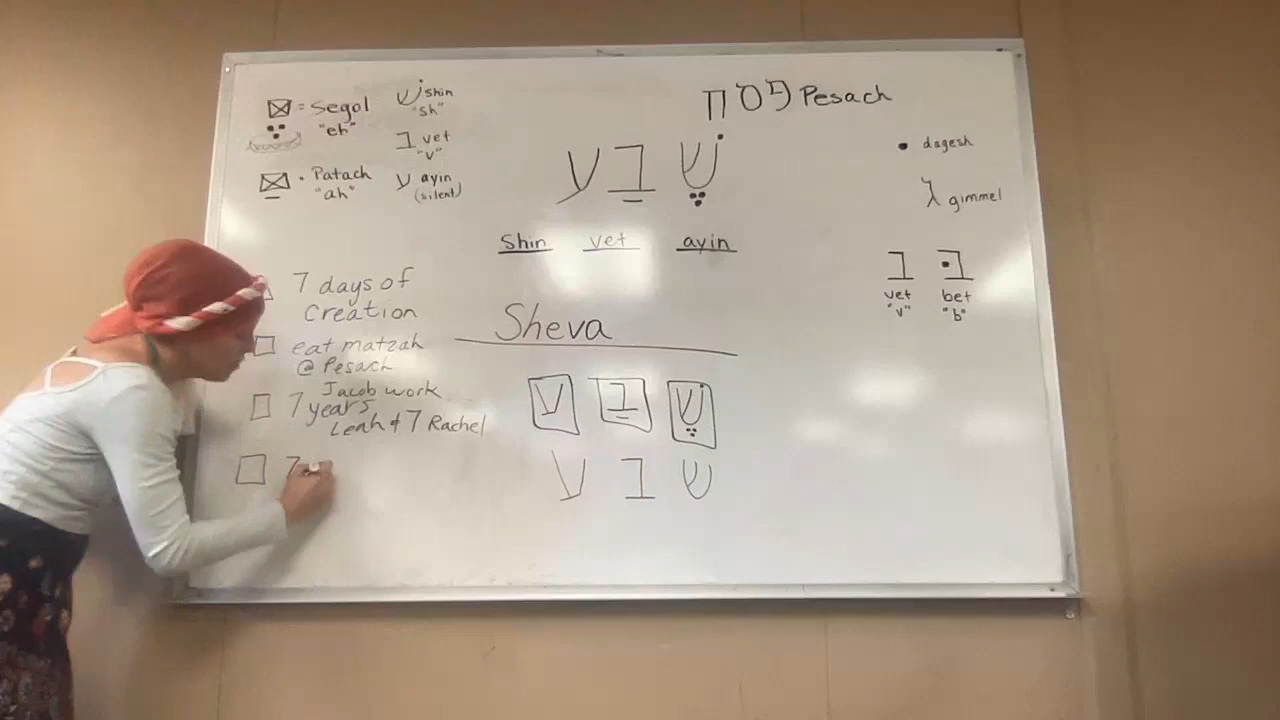 = Segol
"eh"
Patach
"ah"
שׁ shin
"sh"
ב vet
"v"
ע ayin
(silent)
פסח Pesach
שֶׁבַע
Shin vet ayin
Sheva
שֶׁ בַ ע
ש ב ע
dagesh
ג gimmel
ב בּ
vet bet
"v" "b"
7 days of
Creation
eat matzah
@ Pesach
Jacob work
7 years
Leah & 7 Rachel
7